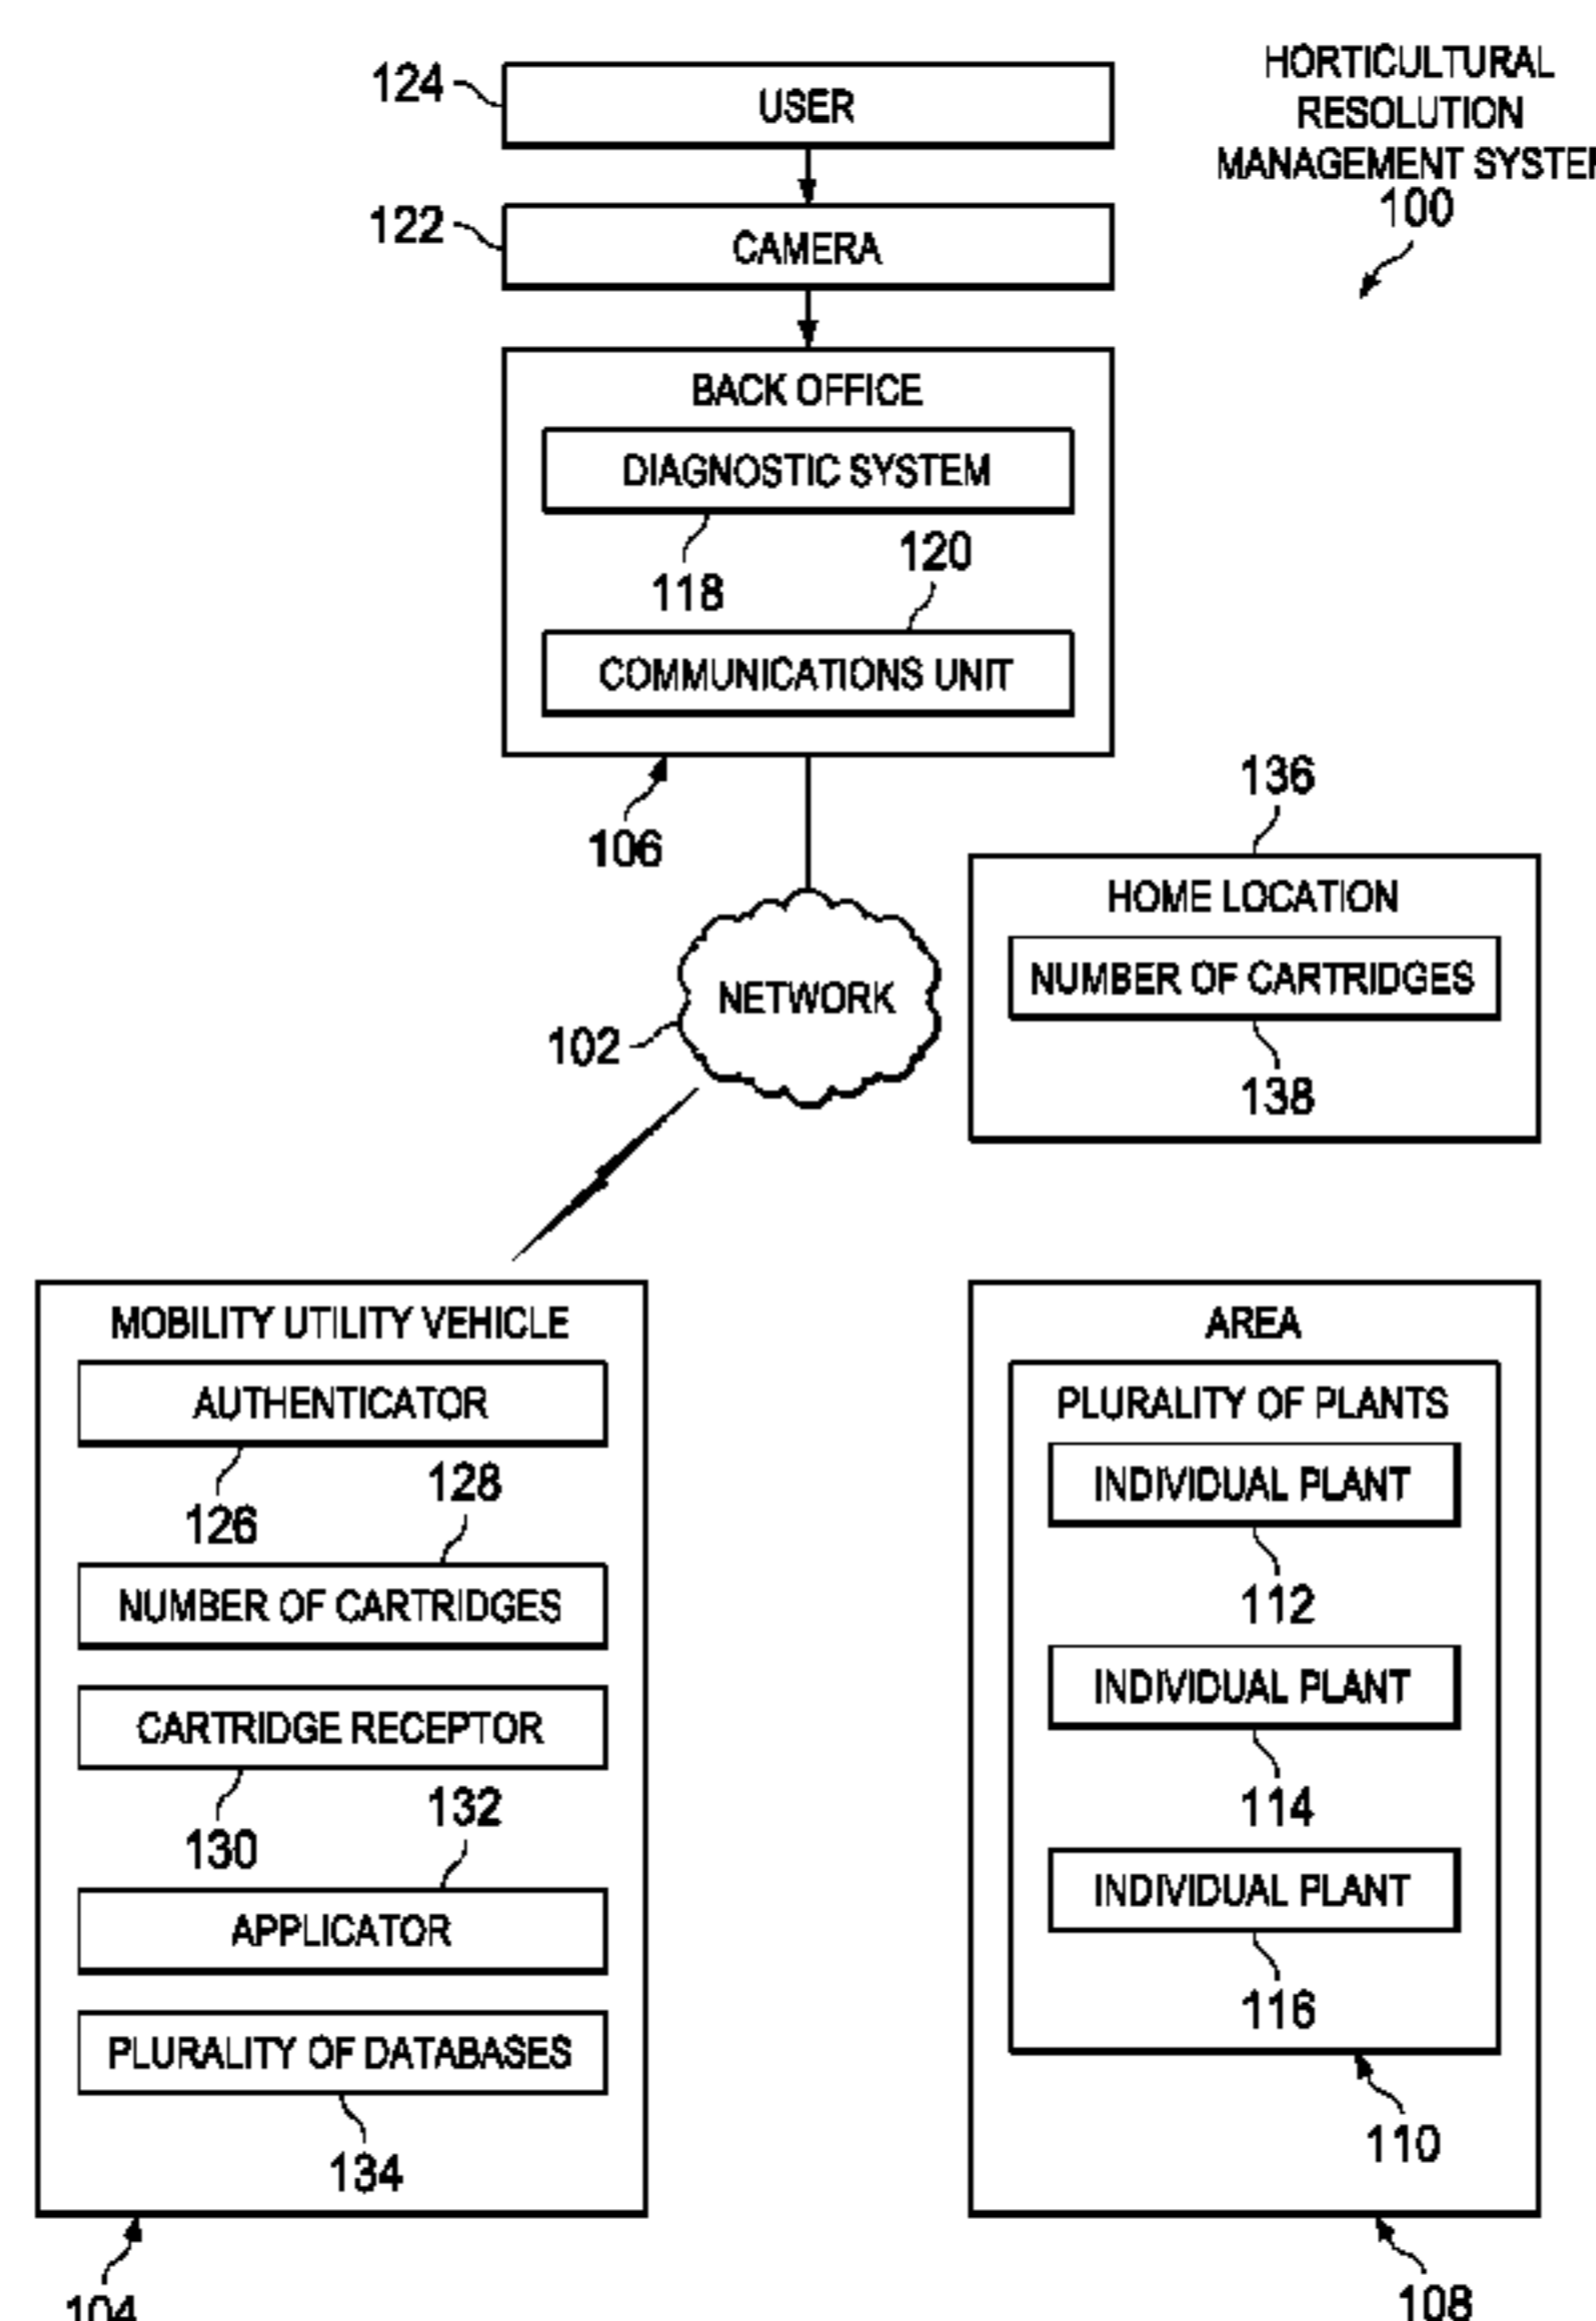 HORTICULTURAL
RESOLUTION
MANAGEMENT SYSTEM
100
124
USER
122
CAMERA
BACK OFFICE
DIAGNOSTIC SYSTEM
118
120
COMMUNICATIONS UNIT
106
NETWORK
102
136
HOME LOCATION
NUMBER OF CARTRIDGES
138
MOBILITY UTILITY VEHICLE
AUTHENTICATOR
126
128
NUMBER OF CARTRIDGES
CARTRIDGE RECEPTOR
130
132
APPLICATOR
PLURALITY OF DATABASES
134
104
AREA
PLURALITY OF PLANTS
INDIVIDUAL PLANT
112
INDIVIDUAL PLANT
114
INDIVIDUAL PLANT
116
110
108